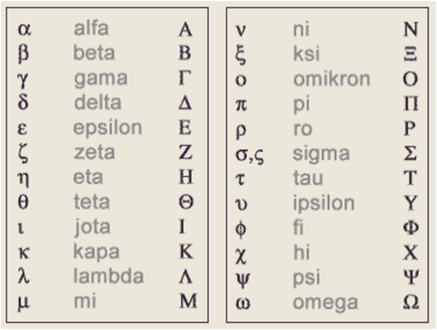 α alfa Α
β beta Β
γ gama Γ
δ delta Δ
ε epsilon Ε
ζ zeta Ζ
η eta Η
θ teta Θ
ι jota Ι
κ kapa Κ
λ lambda Λ
μ mi Μ
ν ni Ν
ξ ksi Ξ
ο omikron Ο
π pi Π
ρ ro Ρ
σ,ς sigma Σ
τ tau Τ
υ ipsilon Υ
ϕ fi Φ
χ hi Χ
ψ psi Ψ
ω omega Ω